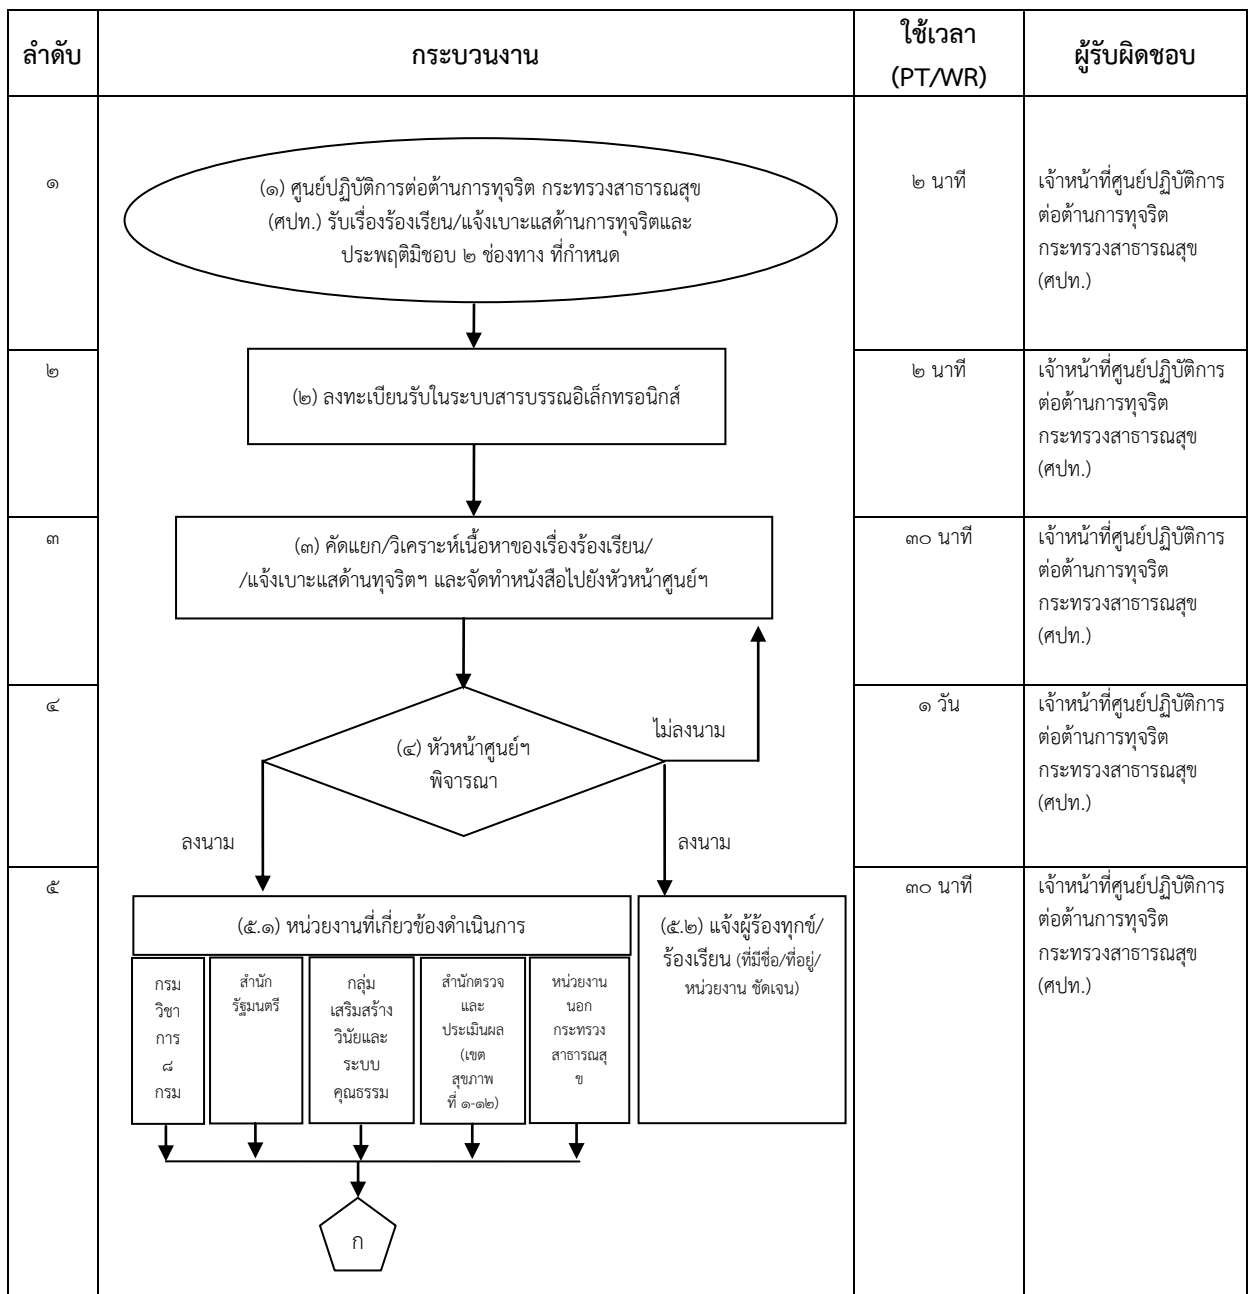 ลำดับ
กระบวนงาน
ใช้เวลา
(PT/WR)
ผู้รับผิดชอบ
๑
(๑) ศูนย์ปฏิบัติการต่อต้านการทุจริต กระทรวงสาธารณสุข
(ศปท.) รับเรื่องร้องเรียน/แจ้งเบาะแสด้านการทุจริตและ
ประพฤติมิชอบ ๒ ช่องทาง ที่กำหนด
๒ นาที
เจ้าหน้าที่ศูนย์ปฏิบัติการ
ต่อต้านการทุจริต
กระทรวงสาธารณสุข
(ศปท.)
๒
(๒) ลงทะเบียนรับในระบบสารบรรณอิเล็กทรอนิกส์
๒ นาที
เจ้าหน้าที่ศูนย์ปฏิบัติการ
ต่อต้านการทุจริต
กระทรวงสาธารณสุข
(ศปท.)
๓
(๓) คัดแยก/วิเคราะห์เนื้อหาของเรื่องร้องเรียน/
/แจ้งเบาะแสด้านทุจริตฯ และจัดทำหนังสือไปยังหัวหน้าศูนย์ฯ
๓๐ นาที
เจ้าหน้าที่ศูนย์ปฏิบัติการ
ต่อต้านการทุจริต
กระทรวงสาธารณสุข
(ศปท.)
๔
(๔) หัวหน้าศูนย์ฯ
พิจารณา
ไม่ลงนาม
ลงนาม
ลงนาม
๑ วัน
เจ้าหน้าที่ศูนย์ปฏิบัติการ
ต่อต้านการทุจริต
กระทรวงสาธารณสุข
(ศปท.)
๕
(๕.๑) หน่วยงานที่เกี่ยวข้องดำเนินการ
กรม
วิชา
การ
๘
กรม
สำนัก
รัฐมนตรี
กลุ่ม
เสริมสร้าง
วินัยและ
ระบบ
คุณธรรม
สำนักตรวจ
และ
ประเมินผล
(เขต
สุขภาพ
ที่ ๑-๑๒)
หน่วยงาน
นอก
กระทรวง
สาธารณสุ
ข
(๕.๒) แจ้งผู้ร้องทุกข์/
ร้องเรียน (ที่มีชื่อ/ที่อยู่/
หน่วยงาน ชัดเจน)
๓๐ นาที
เจ้าหน้าที่ศูนย์ปฏิบัติการ
ต่อต้านการทุจริต
กระทรวงสาธารณสุข
(ศปท.)
ก